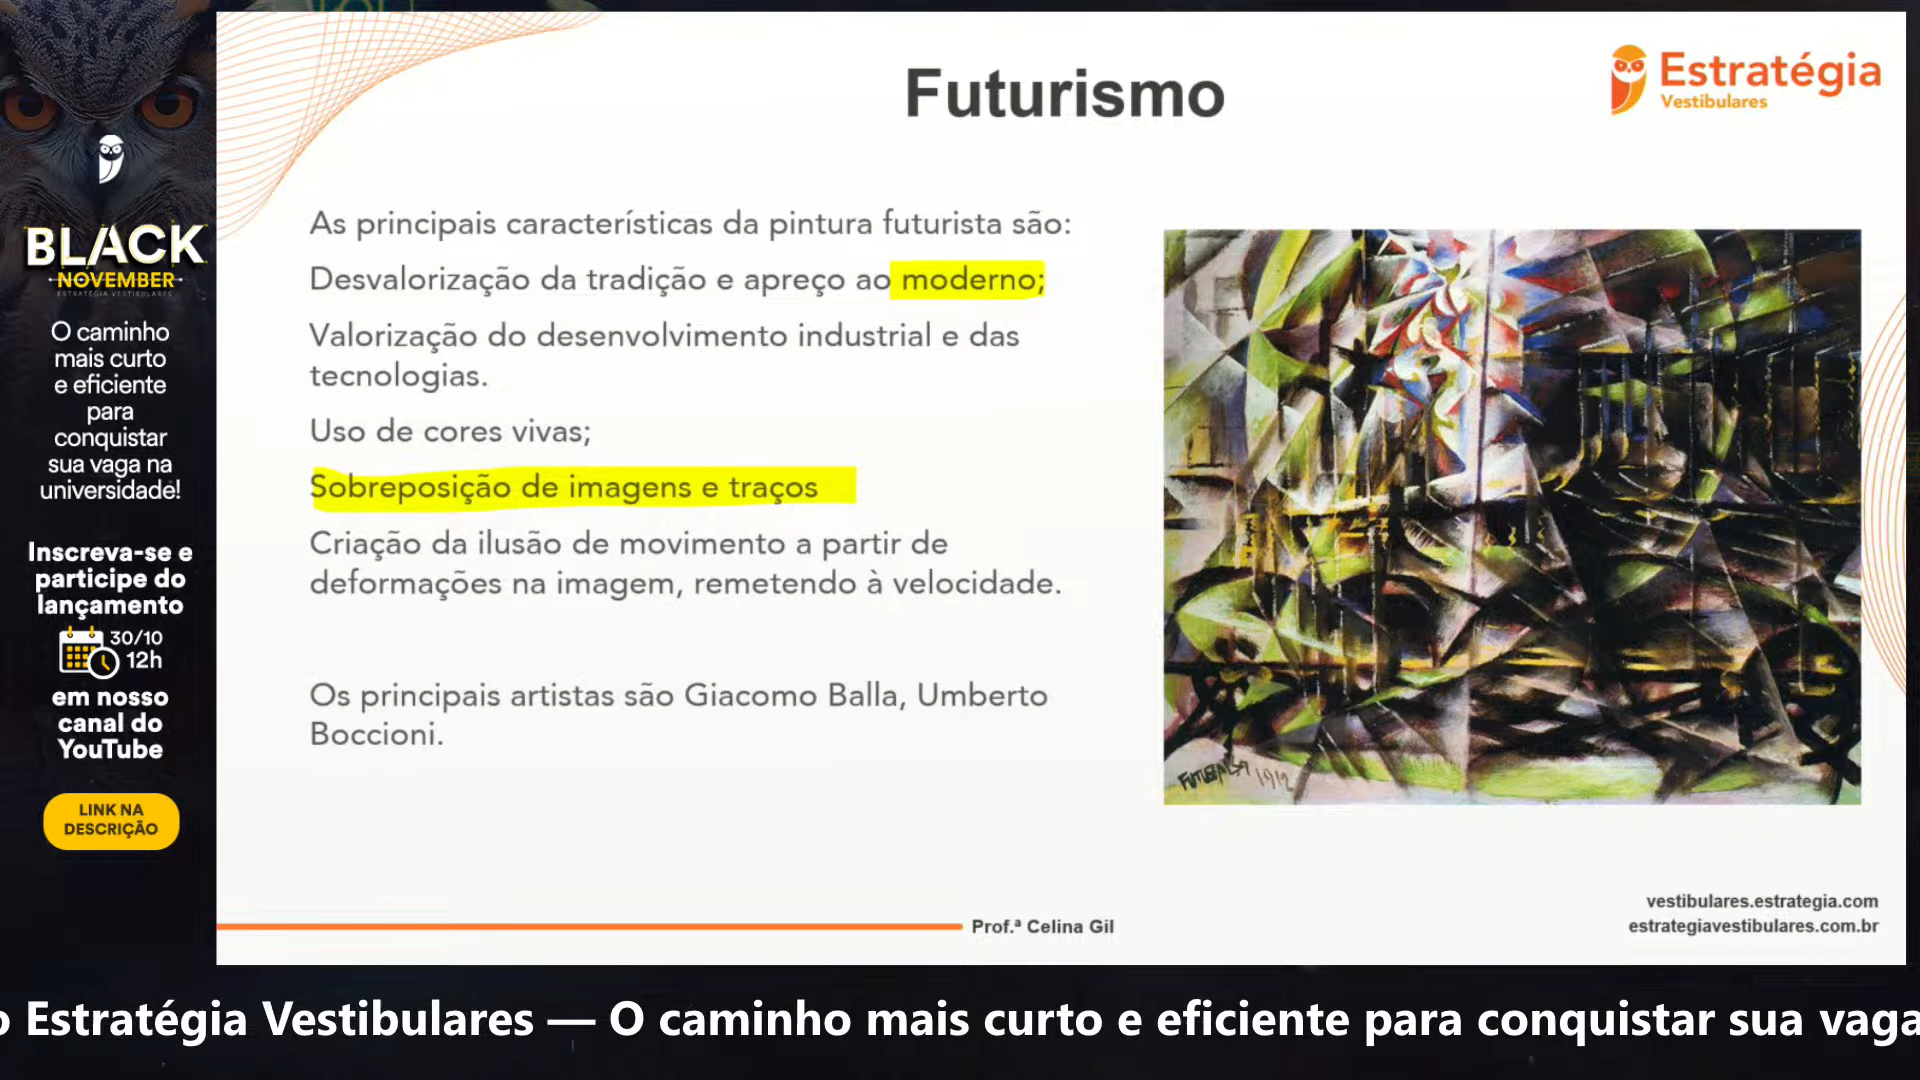 BLACK
NOVEMBER
ESTRATÉGIA VESTIBULARES
O caminho
mais curto
e eficiente
para
conquistar
sua vaga na
universidade!
Inscreva-se e
participe do
lançamento
30/10
12h
em nosso
canal do
YouTube
LINK NA
DESCRIÇÃO
Futurismo
Estratégia
Vestibulares
As principais características da pintura futurista são:
Desvalorização da tradição e apreço ao moderno;
Valorização do desenvolvimento industrial e das
tecnologias.
Uso de cores vivas;
Sobreposição de imagens e traços
Criação da ilusão de movimento a partir de
deformações na imagem, remetendo à velocidade.
Os principais artistas são Giacomo Balla, Umberto
Boccioni.
1912
Prof.ª Celina Gil
vestibulares.estrategia.com
estrategiavestibulares.com.br
o Estratégia Vestibulares — O caminho mais curto e eficiente para conquistar sua vaga